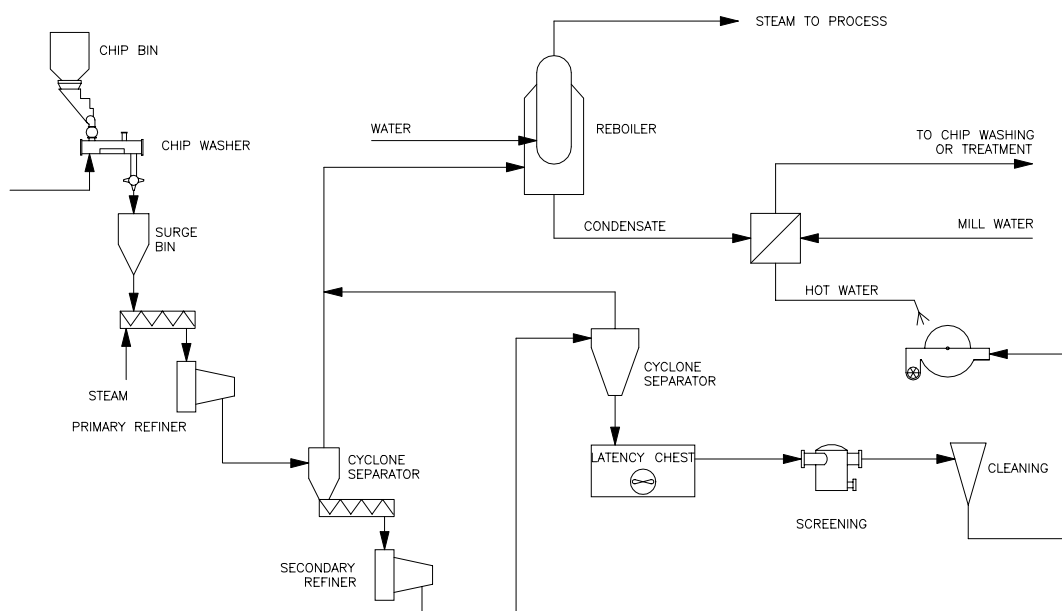 STEAM TO PROCESS
CHIP BIN
REBOILER
WATER
CHIP WASHER
TO CHIP WASHING
OR TREATMENT
CONDENSATE
MILL WATER
SURGE
BIN
HOT WATER
STEAM
PRIMARY REFINER
CYCLONE
SEPARATOR
CYCLONE
SEPARATOR
LATENCY CHEST
CLEANING
SCREENING
SECONDARY
REFINER